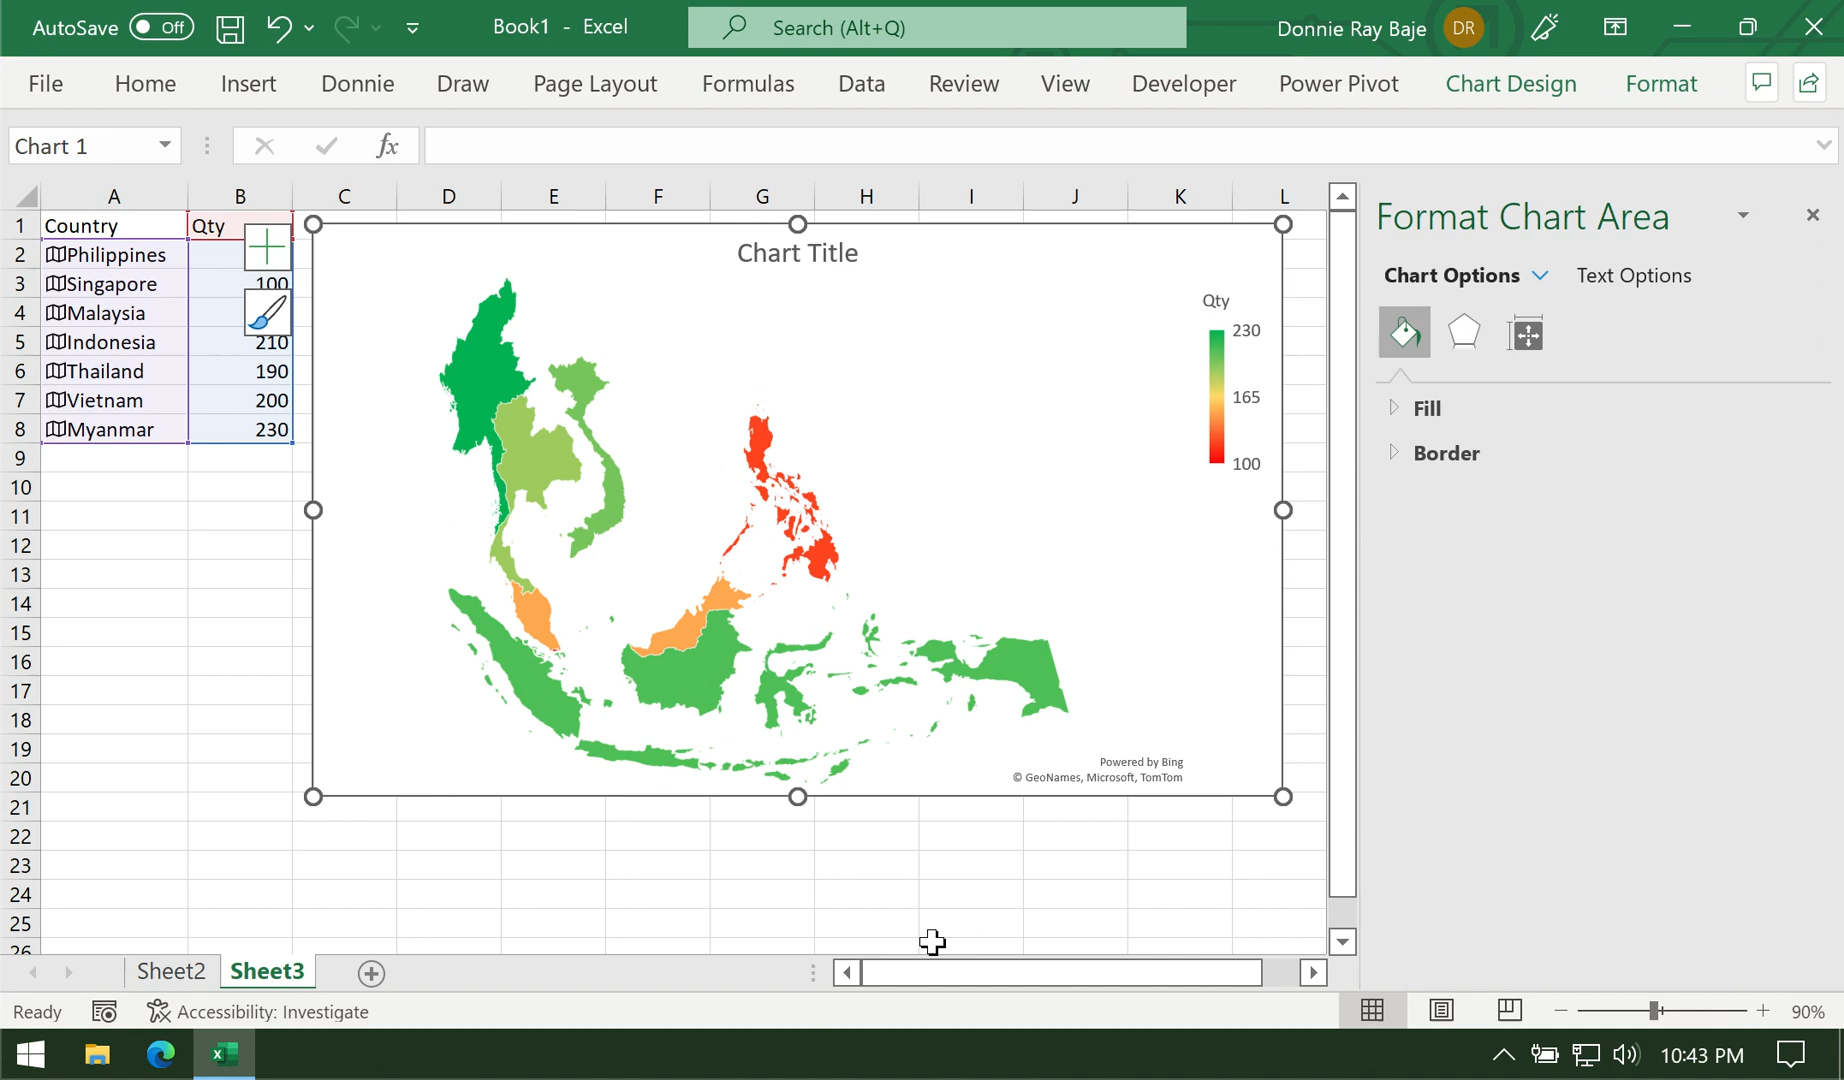 AutoSave Off Book1 - Excel Search (Alt+Q) Donnie Ray Baje DR
File Home Insert Donnie Draw Page Layout Formulas Data Review View Developer Power Pivot Chart Design Format
Chart 1 fx
A B C D E F G H I J K L
1 Country Qty
2 Philippines
3 Singapore 100
4 Malaysia
5 Indonesia 210
6 Thailand 190
7 Vietnam 200
8 Myanmar 230
9
10
11
12
13
14
15
16
17
18
19
20
21
22
23
24
25
26
Chart Title
Qty
230
165
100
Powered by Bing
© GeoNames, Microsoft, TomTom
Format Chart Area
Chart Options Text Options
Fill
Border
Sheet2 Sheet3
Ready Accessibility: Investigate 90%
10:43 PM